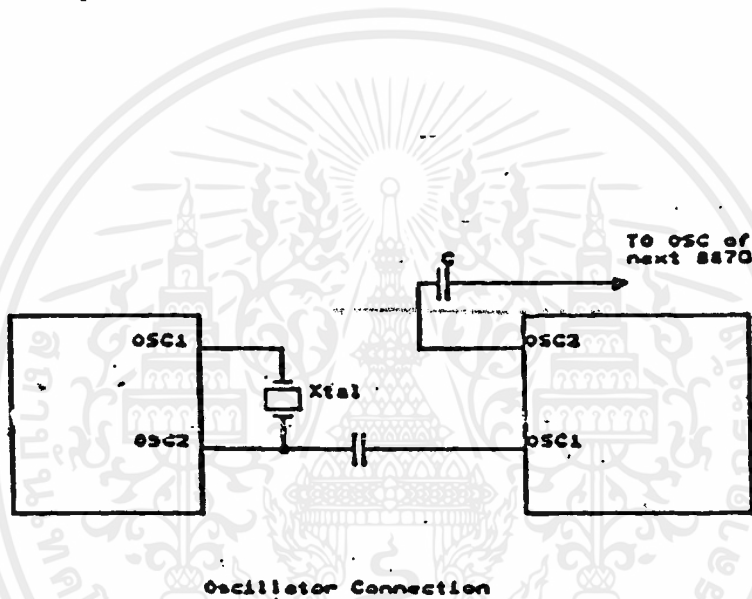 TO OSC of
next 8870
C
OSC1
OSC2
Xtal
OSC2
OSC1
Oscillator Connection